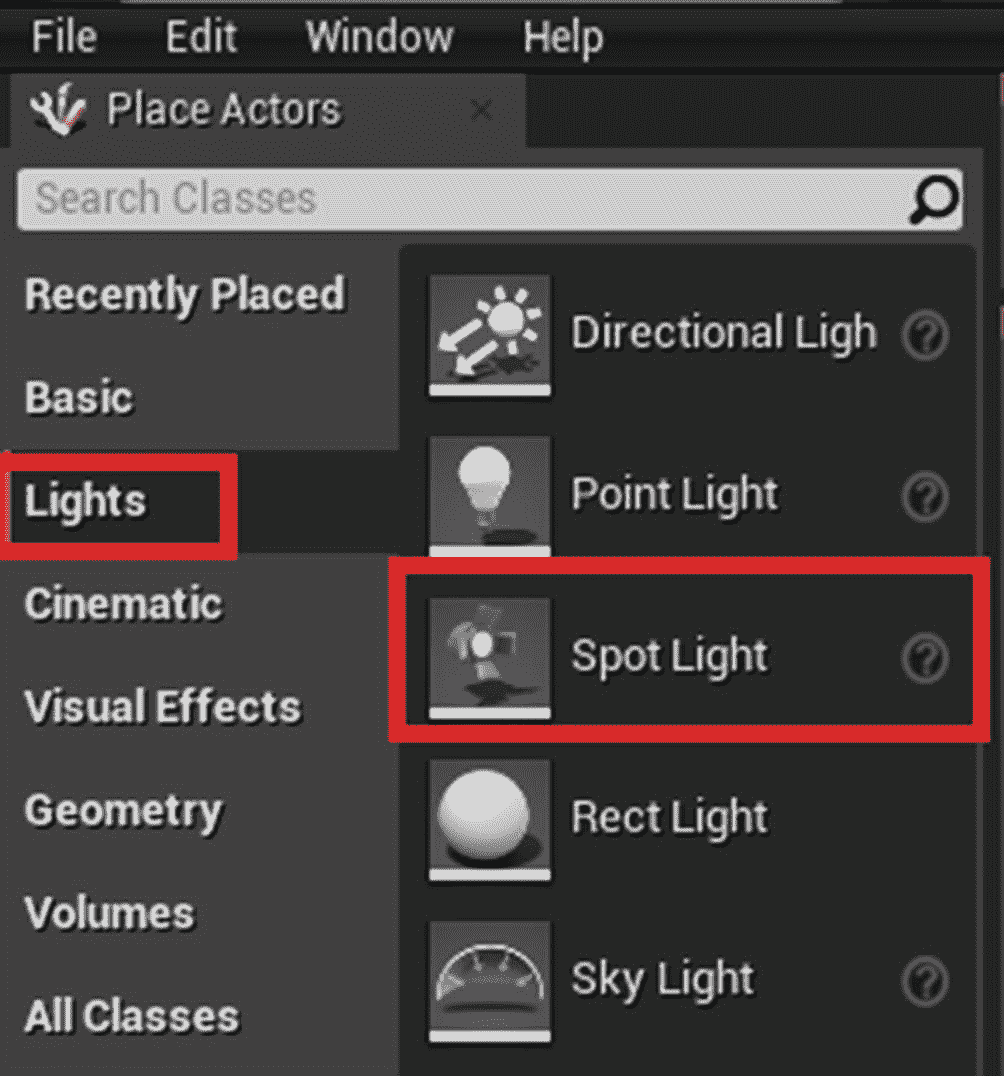 File Edit Window Help
Place Actors
Search Classes
Recently Placed
Basic
Lights
Cinematic
Visual Effects
Geometry
Volumes
All Classes
Directional Ligh
Point Light
Spot Light
Rect Light
Sky Light